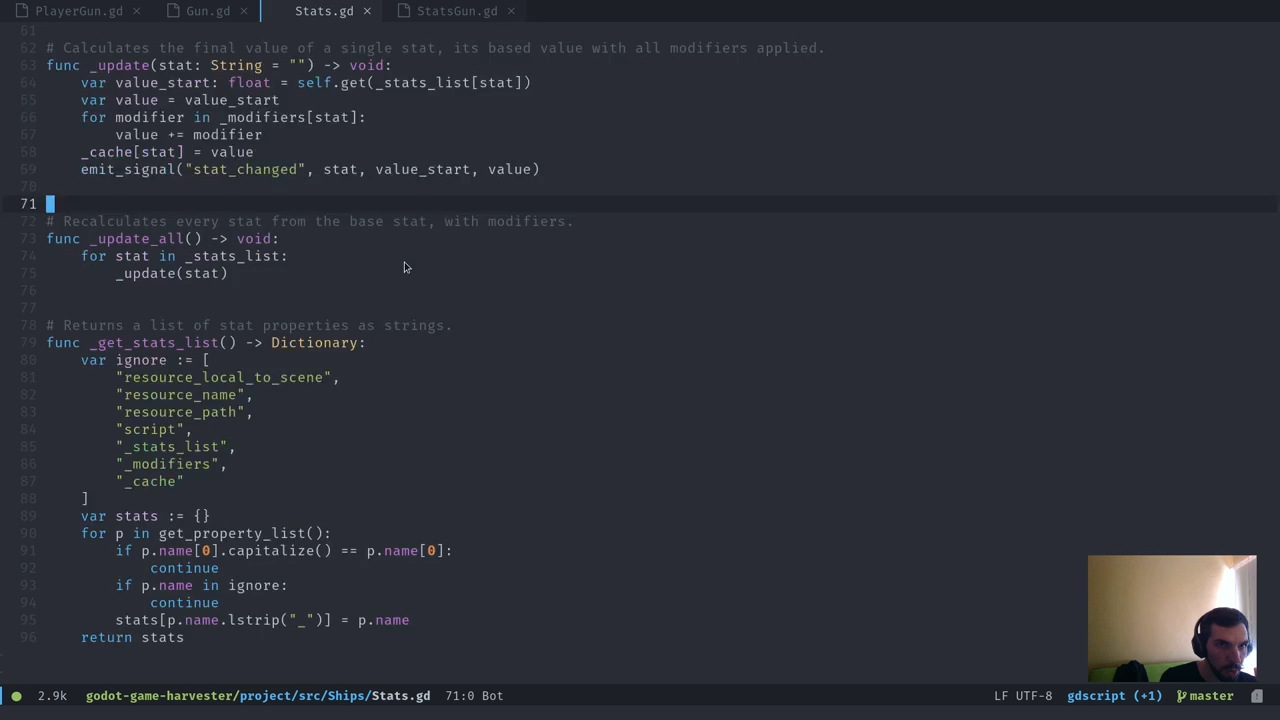 PlayerGun.gd × Gun.gd × Stats.gd × StatsGun.gd ×
61
62 # Calculates the final value of a single stat, its based value with all modifiers applied.
63 func _update(stat: String = "") -> void:
64 var value_start: float = self.get(_stats_list[stat])
65 var value = value_start
66 for modifier in _modifiers[stat]:
67 value += modifier
68 _cache[stat] = value
69 emit_signal("stat_changed", stat, value_start, value)
70
71
72 # Recalculates every stat from the base stat, with modifiers.
73 func _update_all() -> void:
74 for stat in _stats_list:
75 _update(stat)
76
77
78 # Returns a list of stat properties as strings.
79 func _get_stats_list() -> Dictionary:
80 var ignore := [
81 "resource_local_to_scene",
82 "resource_name",
83 "resource_path",
84 "script",
85 "_stats_list",
86 "_modifiers",
87 "_cache"
88 ]
89 var stats := {}
90 for p in get_property_list():
91 if p.name[0].capitalize() == p.name[0]:
92 continue
93 if p.name in ignore:
94 continue
95 stats[p.name.lstrip("_")] = p.name
96 return stats
2.9k godot-game-harvester/project/src/Ships/Stats.gd 71:0 Bot LF UTF-8 gdscript (+1) master